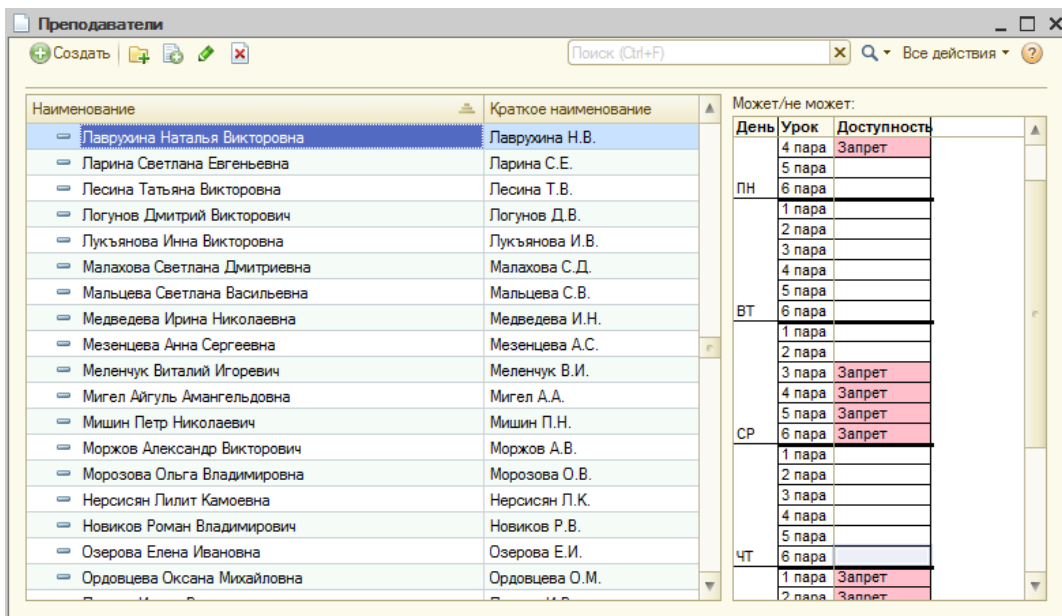 Преподаватели
Создать Поиск (Ctrl+F) Все действия
Наименование Краткое наименование
Лаврухина Наталья Викторовна Лаврухина Н.В.
Ларина Светлана Евгеньевна Ларина С.Е.
Лесина Татьяна Викторовна Лесина Т.В.
Логунов Дмитрий Викторович Логунов Д.В.
Лукъянова Инна Викторовна Лукъянова И.В.
Малахова Светлана Дмитриевна Малахова С.Д.
Мальцева Светлана Васильевна Мальцева С.В.
Медведева Ирина Николаевна Медведева И.Н.
Мезенцева Анна Сергеевна Мезенцева А.С.
Меленчук Виталий Игоревич Меленчук В.И.
Мигел Айгуль Амангельдовна Мигел А.А.
Мишин Петр Николаевич Мишин П.Н.
Моржов Александр Викторович Моржов А.В.
Морозова Ольга Владимировна Морозова О.В.
Нерсисян Лилит Камоевна Нерсисян Л.К.
Новиков Роман Владимирович Новиков Р.В.
Озерова Елена Ивановна Озерова Е.И.
Ордовцева Оксана Михайловна Ордовцева О.М.
Может/не может:
День Урок Доступность
4 пара Запрет
5 пара
ПН 6 пара
1 пара
2 пара
3 пара
4 пара
5 пара
ВТ 6 пара
1 пара
2 пара
3 пара Запрет
4 пара Запрет
5 пара Запрет
СР 6 пара Запрет
1 пара
2 пара
3 пара
4 пара
5 пара
ЧТ 6 пара
1 пара Запрет
2 пара Запрет